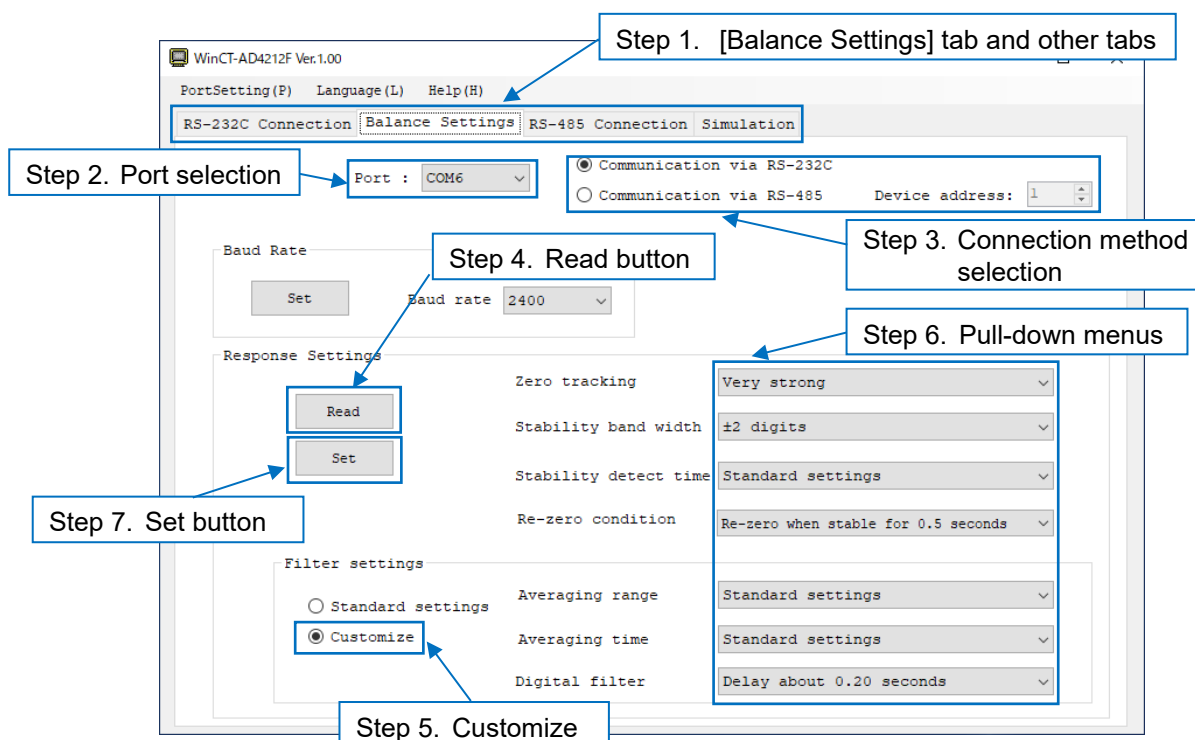 Step 1. [Balance Settings] tab and other tabs
WinCT-AD4212F Ver.1.00
PortSetting(P) Language(L) Help(H)
RS-232C Connection Balance Settings RS-485 Connection Simulation
Step 2. Port selection
Port : COM6
Communication via RS-232C
Communication via RS-485 Device address: 1
Step 3. Connection method
selection
Baud Rate
Step 4. Read button
Set Baud rate 2400
Step 6. Pull-down menus
Response Settings
Zero tracking Very strong
Read
Stability band width ±2 digits
Set
Stability detect time Standard settings
Step 7. Set button
Re-zero condition Re-zero when stable for 0.5 seconds
Filter settings
Averaging range Standard settings
Standard settings
Customize
Averaging time Standard settings
Digital filter Delay about 0.20 seconds
Step 5. Customize